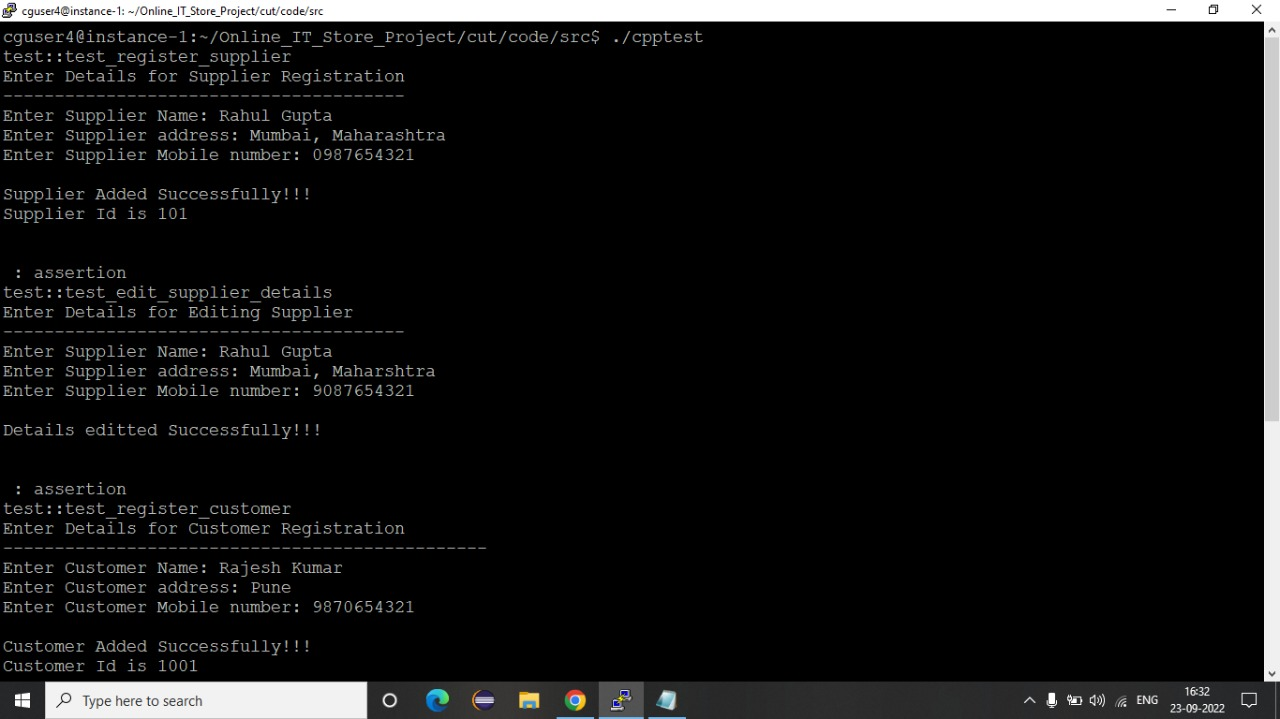 cguser4@instance-1: ~/Online_IT_Store_Project/cut/code/src
cguser4@instance-1:~/Online_IT_Store_Project/cut/code/src$ ./cpptest
test::test_register_supplier
Enter Details for Supplier Registration
---------------------------------------
Enter Supplier Name: Rahul Gupta
Enter Supplier address: Mumbai, Maharashtra
Enter Supplier Mobile number: 0987654321
Supplier Added Successfully!!!
Supplier Id is 101
: assertion
test::test_edit_supplier_details
Enter Details for Editing Supplier
---------------------------------------
Enter Supplier Name: Rahul Gupta
Enter Supplier address: Mumbai, Maharshtra
Enter Supplier Mobile number: 9087654321
Details editted Successfully!!!
: assertion
test::test_register_customer
Enter Details for Customer Registration
-----------------------------------------------
Enter Customer Name: Rajesh Kumar
Enter Customer address: Pune
Enter Customer Mobile number: 9870654321
Customer Added Successfully!!!
Customer Id is 1001
Type here to search
ENG
16:32
23-09-2022